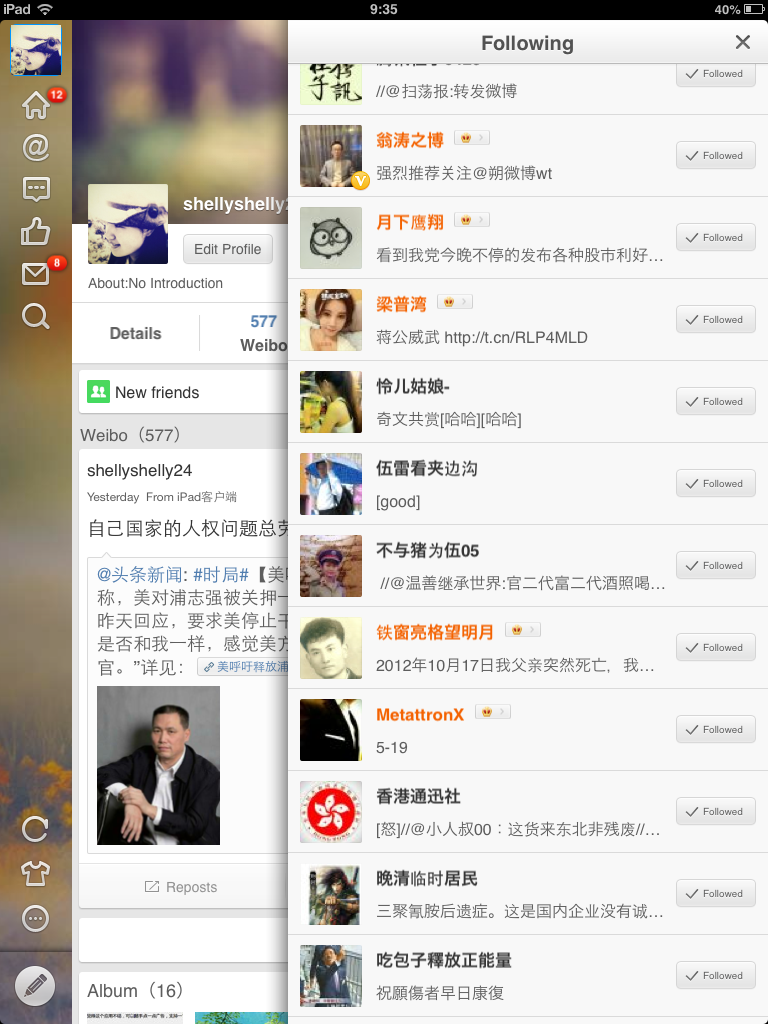 iPad
9:35
40%
12
8
shellyshelly2
Edit Profile
About:No Introduction
Details
577
Weibo
New friends
Weibo（577）
shellyshelly24
Yesterday From iPad客户端
自己国家的人权问题总
@头条新闻: #时局#【美
称，美对浦志强被关押一
昨天回应，要求美停止干
是否和我一样，感觉美方
官。”详见：
美呼吁释放浦
Reposts
Album（16）
Following
Followed
//@扫荡报:转发微博
翁涛之博
强烈推荐关注@朔微博wt
Followed
月下鹰翔
看到我党今晚不停的发布各种股市利好…
Followed
梁普湾
蒋公威武 http://t.cn/RLP4MLD
Followed
怜儿姑娘-
奇文共赏[哈哈][哈哈]
Followed
伍雷看夹边沟
[good]
Followed
不与猪为伍05
//@温善继承世界:官二代富二代酒照喝…
Followed
铁窗亮格望明月
2012年10月17日我父亲突然死亡，我…
Followed
MetattronX
5-19
Followed
香港通迅社
[怒]//@小人叔00：这货来东北非残废//…
Followed
晚清临时居民
三聚氰胺后遗症。这是国内企业没有诚…
Followed
吃包子釋放正能量
祝願傷者早日康復
Followed